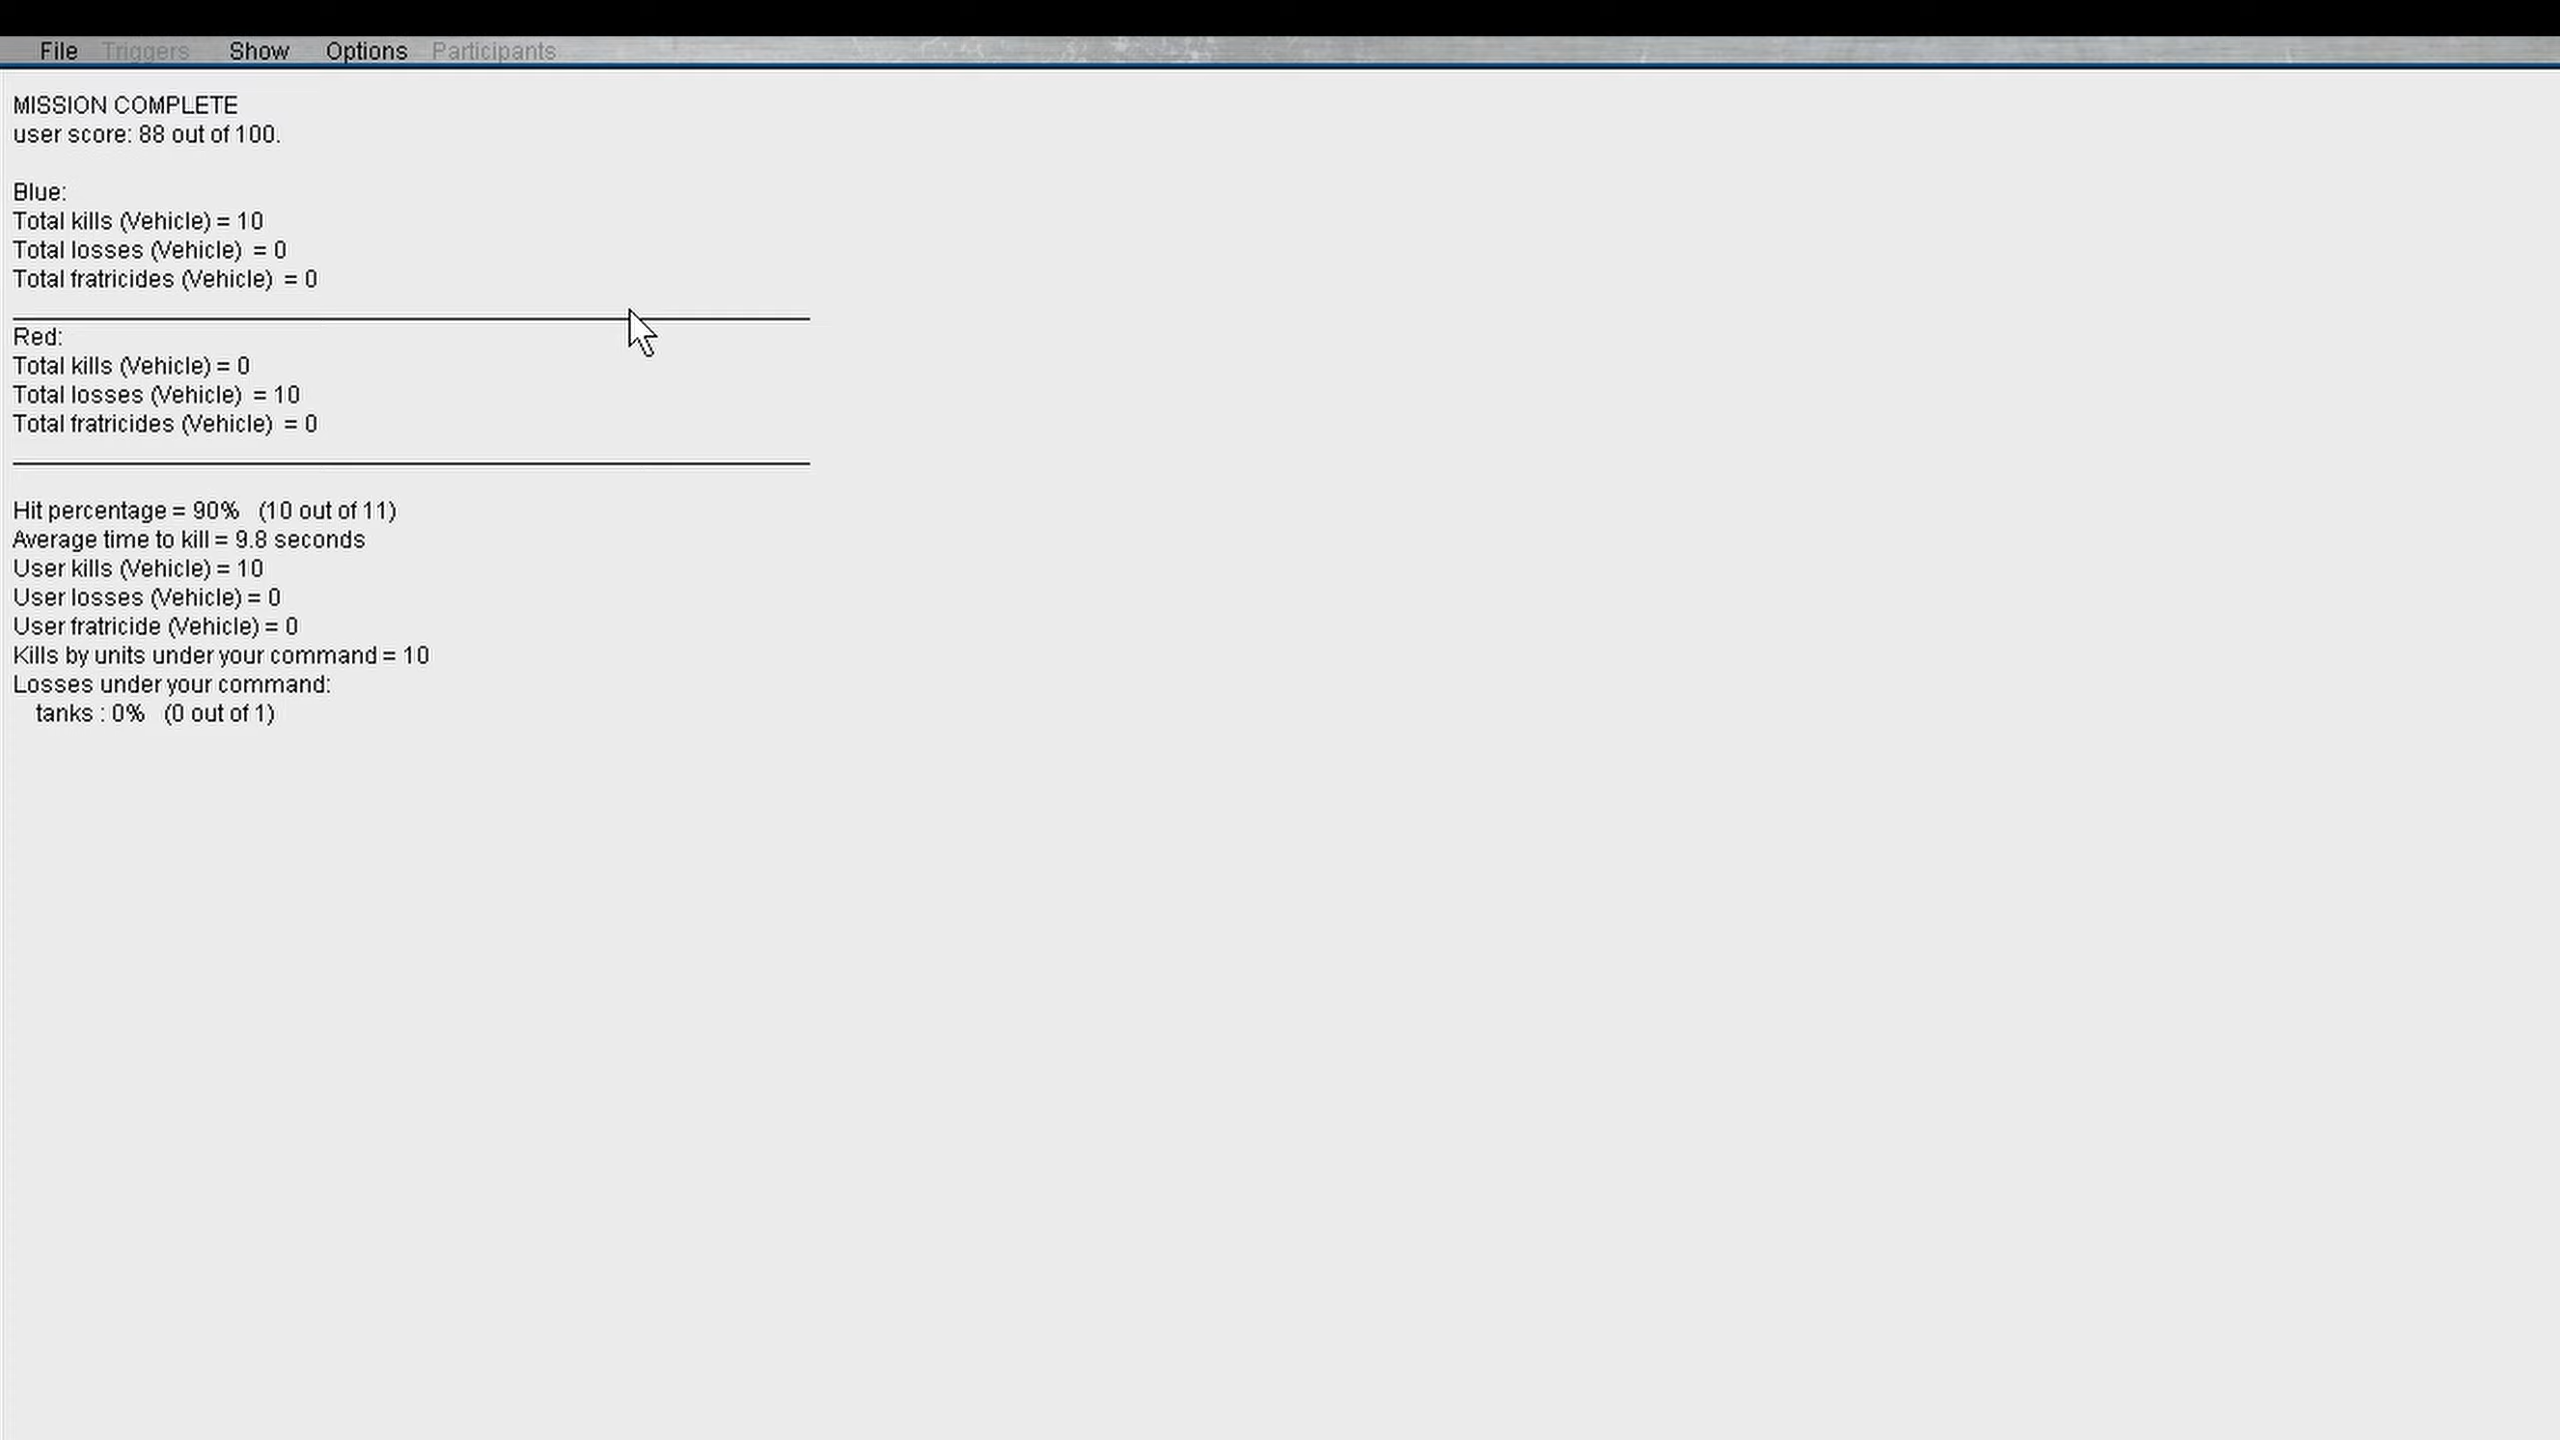 File Triggers Show Options Participants
MISSION COMPLETE
user score: 88 out of 100.
Blue:
Total kills (Vehicle) = 10
Total losses (Vehicle)  = 0
Total fratricides (Vehicle)  = 0
Red:
Total kills (Vehicle) = 0
Total losses (Vehicle)  = 10
Total fratricides (Vehicle)  = 0
Hit percentage = 90%   (10 out of 11)
Average time to kill = 9.8 seconds
User kills (Vehicle) = 10
User losses (Vehicle) = 0
User fratricide (Vehicle) = 0
Kills by units under your command = 10
Losses under your command:
tanks : 0%   (0 out of 1)